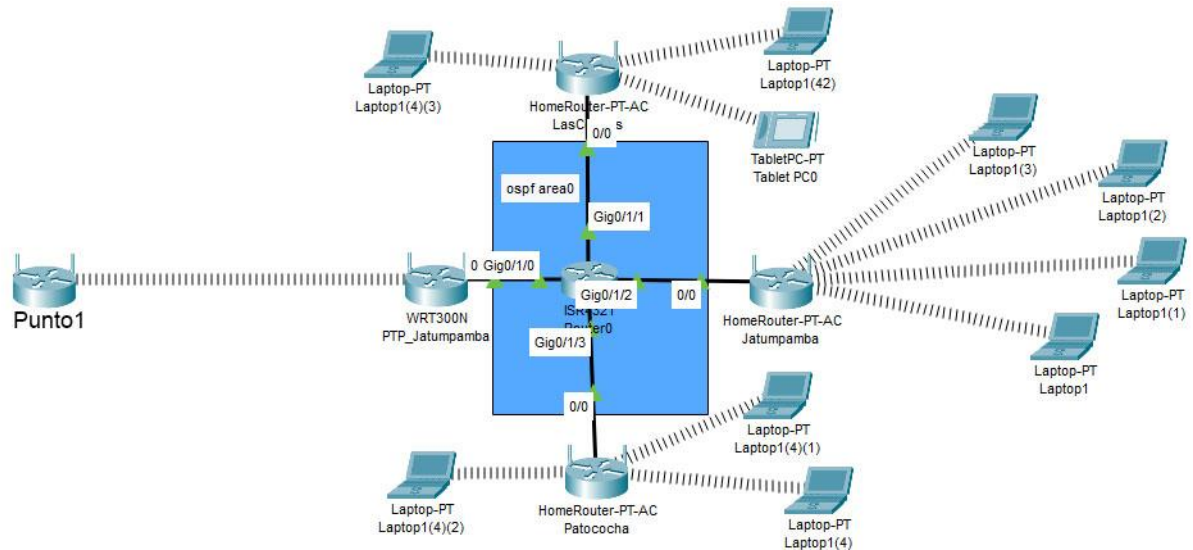 Laptop-PT
Laptop1(4)(3)
HomeRouter-PT-AC
0/0
Laptop-PT
Laptop1(42)
TabletPC-PT
Tablet PC0
Laptop-PT
Laptop1(3)
Laptop-PT
Laptop1(2)
Laptop-PT
Laptop1(1)
Laptop-PT
Laptop1
ospf area0
Gig0/1/1
0
Gig0/1/0
Gig0/1/2
0/0
Punto1
WRT300N
PTP_Jatumpamba
HomeRouter-PT-AC
Jatumpamba
Gig0/1/3
0/0
Laptop-PT
Laptop1(4)(1)
Laptop-PT
Laptop1(4)(2)
HomeRouter-PT-AC
Patococha
Laptop-PT
Laptop1(4)